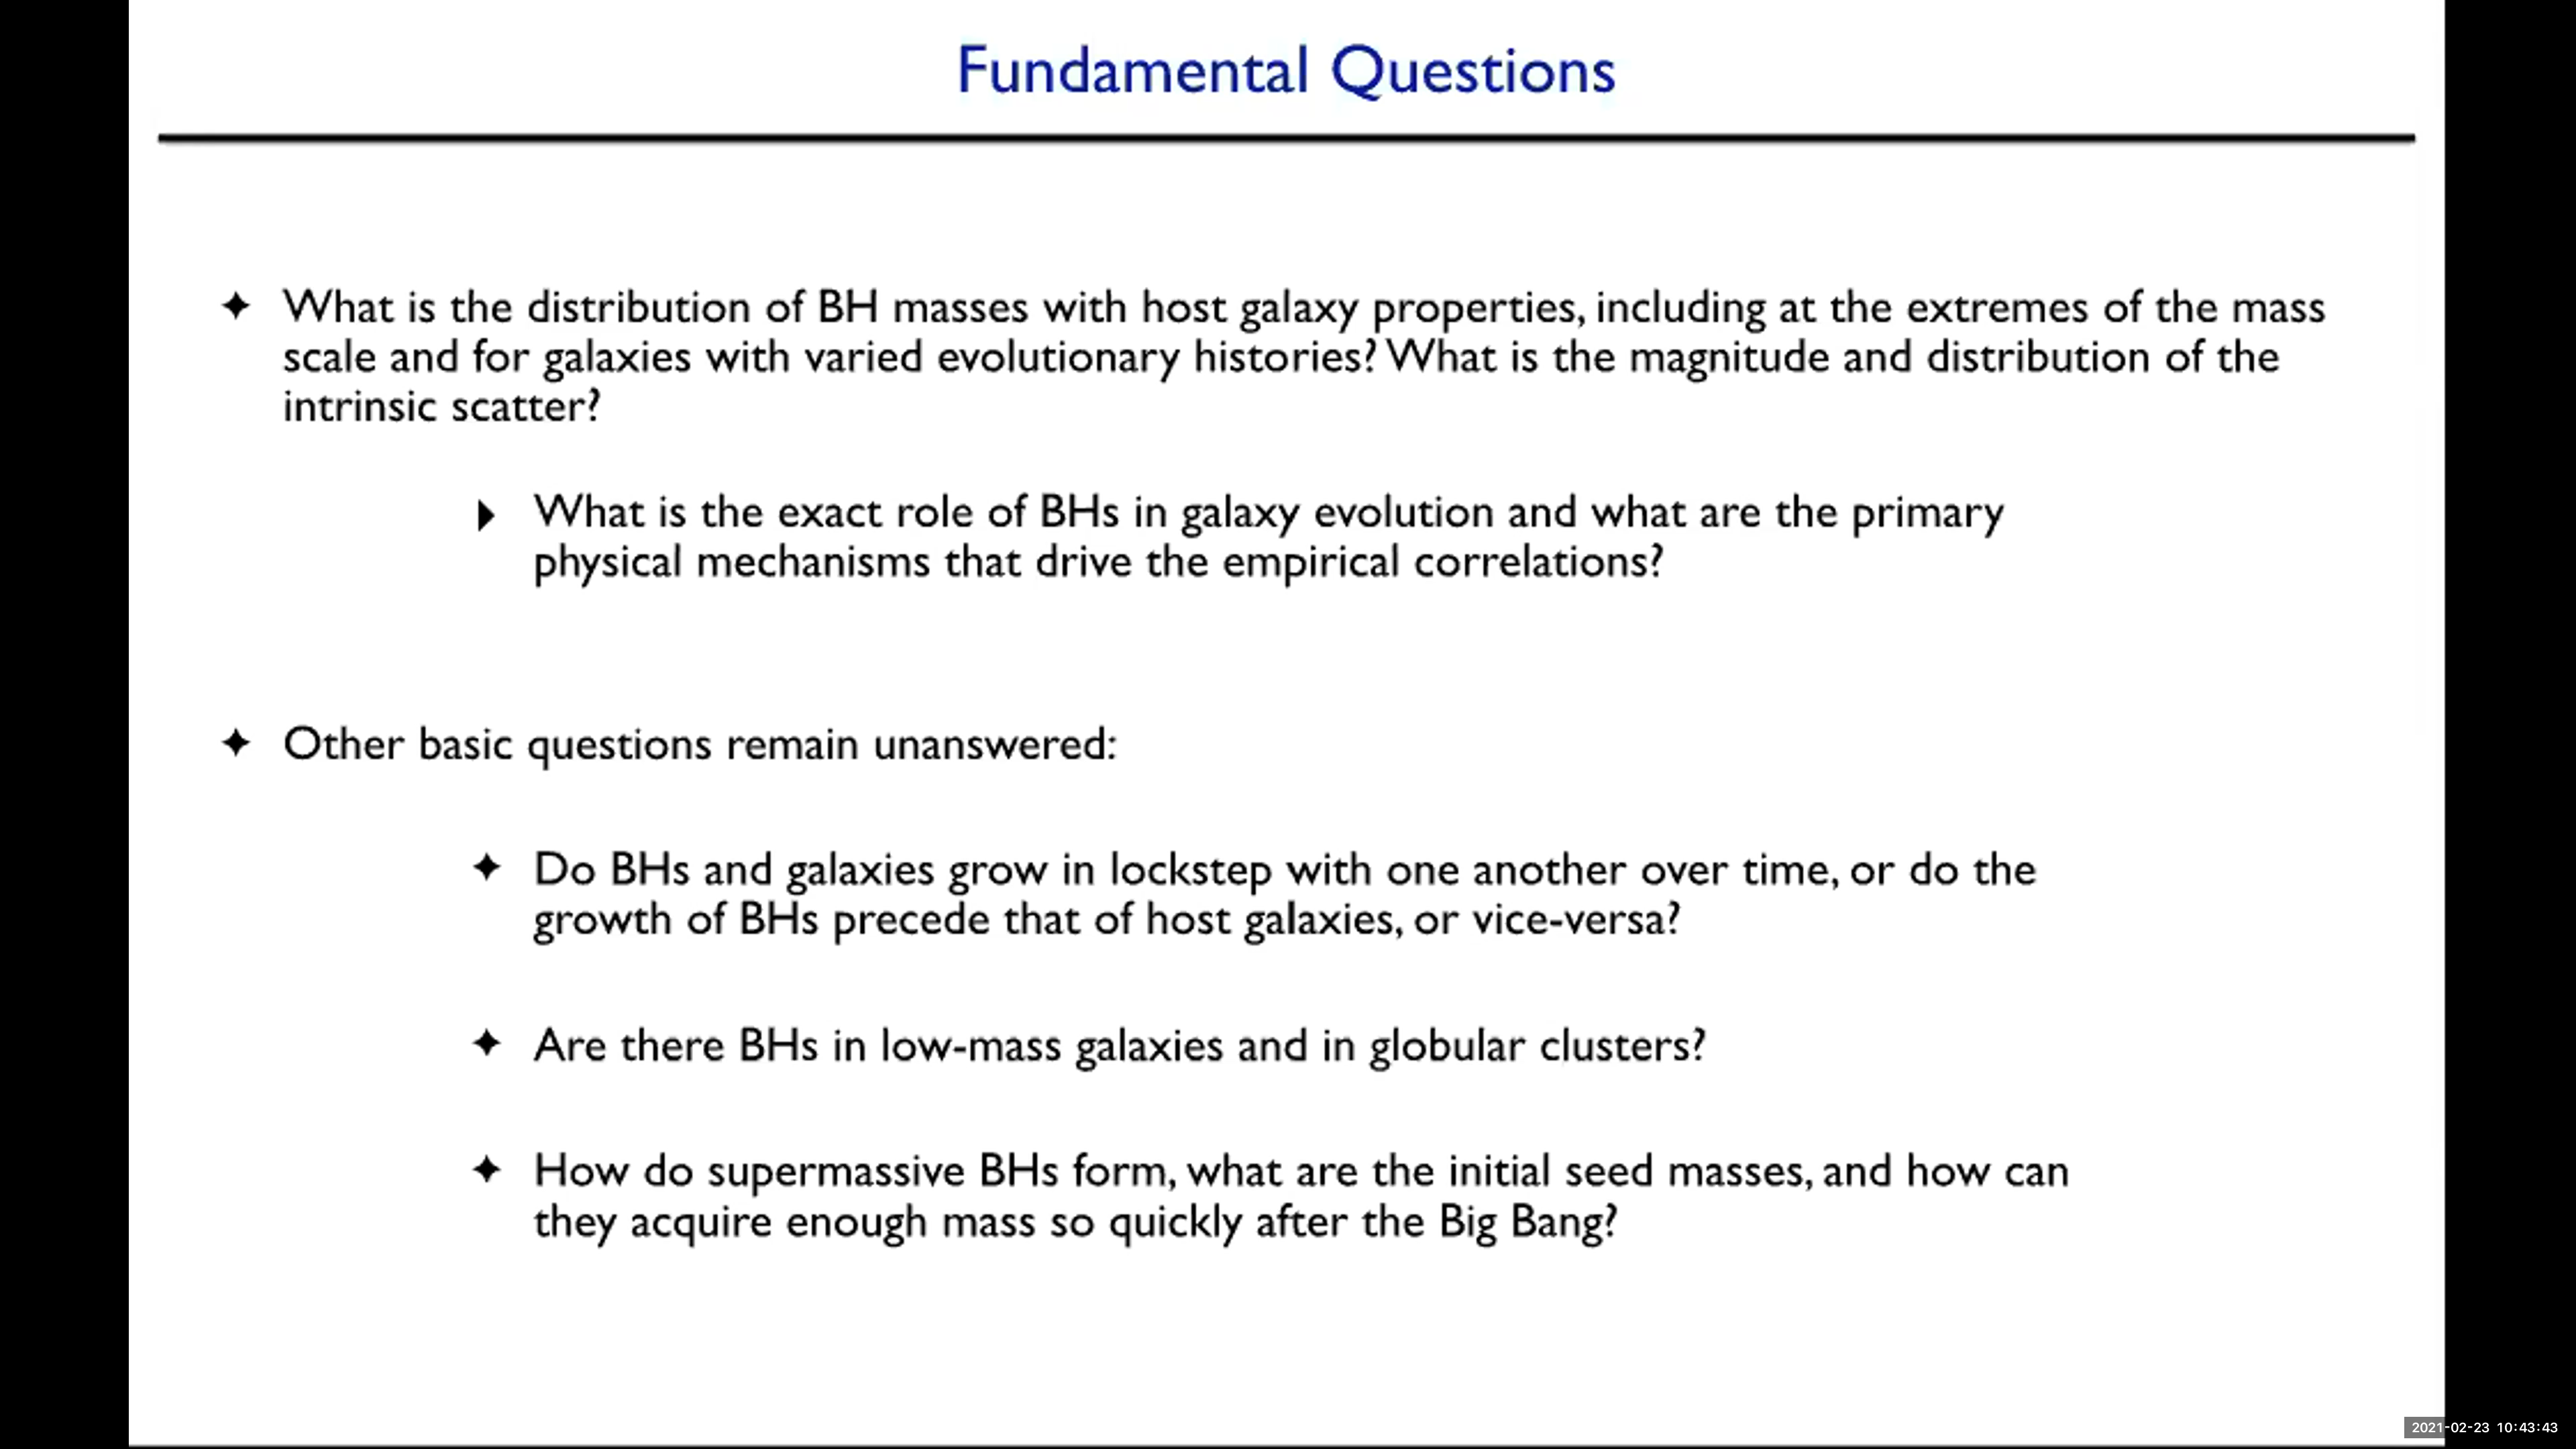 Fundamental Questions
What is the distribution of BH masses with host galaxy properties, including at the extremes of the mass
scale and for galaxies with varied evolutionary histories? What is the magnitude and distribution of the
intrinsic scatter?
What is the exact role of BHs in galaxy evolution and what are the primary
physical mechanisms that drive the empirical correlations?
Other basic questions remain unanswered:
Do BHs and galaxies grow in lockstep with one another over time, or do the
growth of BHs precede that of host galaxies, or vice-versa?
Are there BHs in low-mass galaxies and in globular clusters?
How do supermassive BHs form, what are the initial seed masses, and how can
they acquire enough mass so quickly after the Big Bang?
2021-02-23 10:43:43